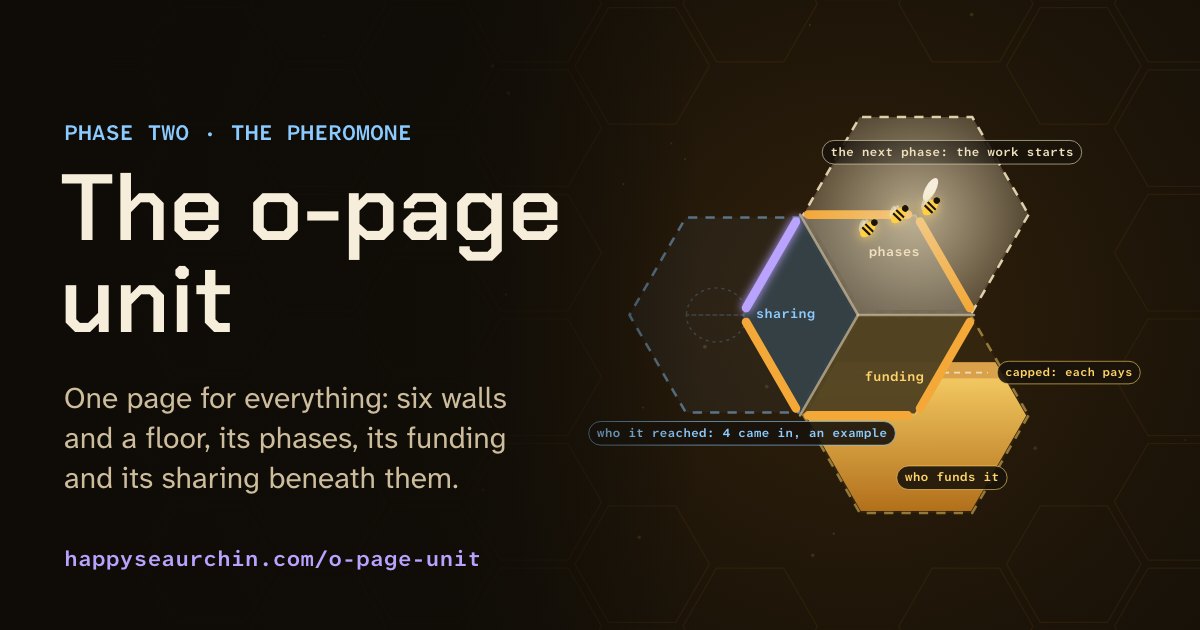 PHASE TWO · THE PHEROMONE
The o-page
unit
One page for everything: six walls
and a floor, its phases, its funding
and its sharing beneath them.
happyseaurchin.com/o-page-unit
the next phase: the work starts
phases
sharing
funding
capped: each pays
who it reached: 4 came in, an example
who funds it